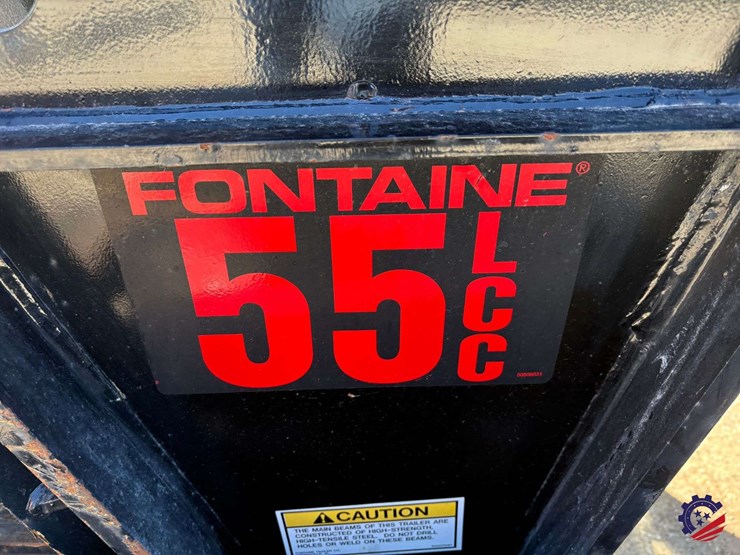 FONTAINE®
55
LCC
CAUTION
THE MAIN BEAMS OF THIS TRAILER ARE
CONSTRUCTED OF HIGH-STRENGTH,
HIGH-TENSILE STEEL. DO NOT DRILL
HOLES OR WELD ON THESE BEAMS.